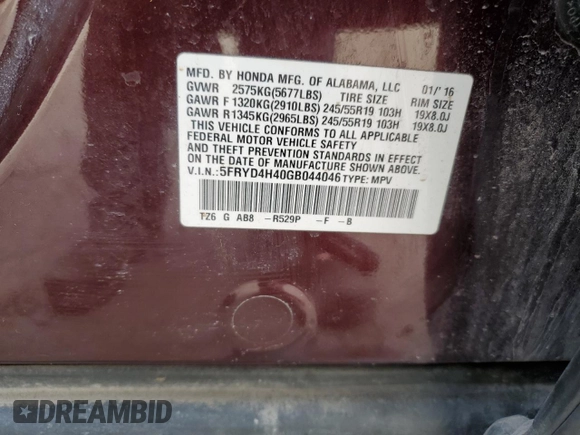 MFD. BY HONDA MFG. OF ALABAMA, LLC 01/'16
GVWR 2575KG(5677LBS) TIRE SIZE RIM SIZE
GAWR F 1320KG(2910LBS) 245/55R19 103H 19X8.0J
GAWR R1345KG(2965LBS) 245/55R19 103H 19X8.0J
THIS VEHICLE CONFORMS TO ALL APPLICABLE
FEDERAL MOTOR VEHICLE SAFETY
AND THEFT PREVENTION STANDARDS IN EFFECT
ON THE DATE OF MANUFACTURE SHOWN ABOVE.
V.I.N.:5FRYD4H40GB044046 TYPE: MPV
TZ6 G AB8 -R529P -F -B
DREAMBID